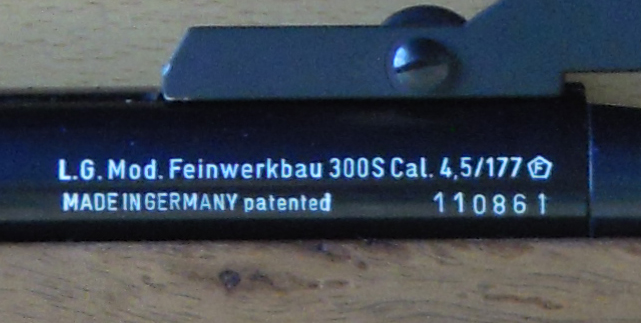 L.G. Mod. Feinwerkbau 300S Cal. 4,5/177 F
MADE IN GERMANY patented 110861